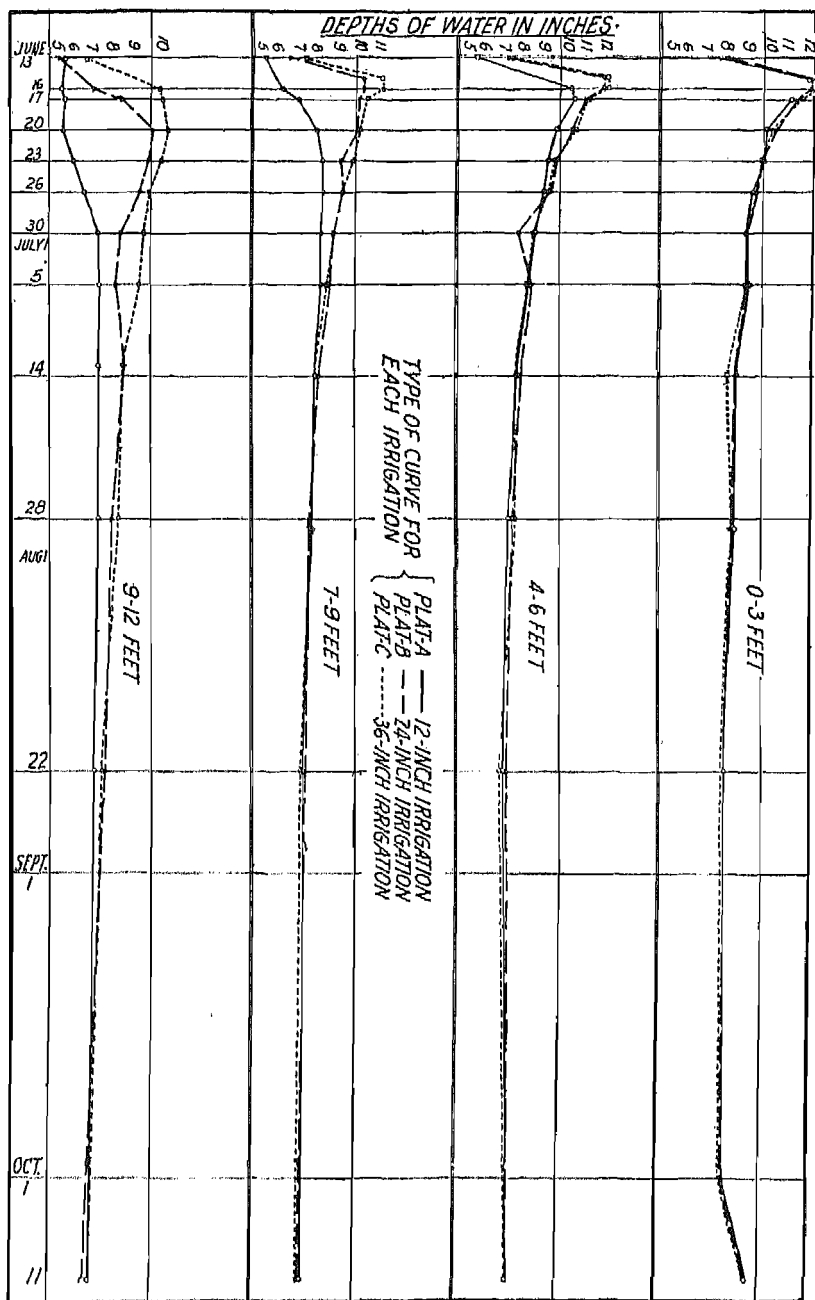 DEPTHS OF WATER IN INCHES.
5 6 7 8 9 10
5 6 7 8 9 10 11
5 6 7 8 9 10 11 12
5 6 7 8 9 10 11 12
JUNE
13
16
17
20
23
26
30
JULY 1
5
14
28
AUG 1
22
SEPT.
1
OCT.
1
11
0-3 FEET
4-6 FEET
7-9 FEET
9-12 FEET
TYPE OF CURVE FOR
EACH IRRIGATION
PLAT-A 12-INCH IRRIGATION
PLAT-B 24-INCH IRRIGATION
PLAT-C 36-INCH IRRIGATION